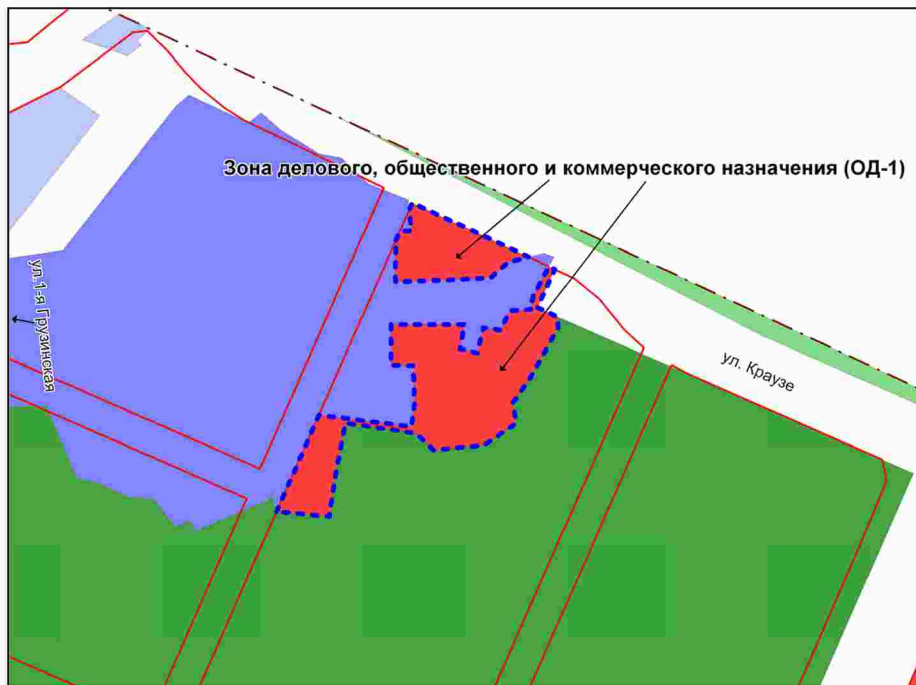 Зона делового, общественного и коммерческого назначения (ОД-1)
ул.1-я Грузинская
ул. Краузе